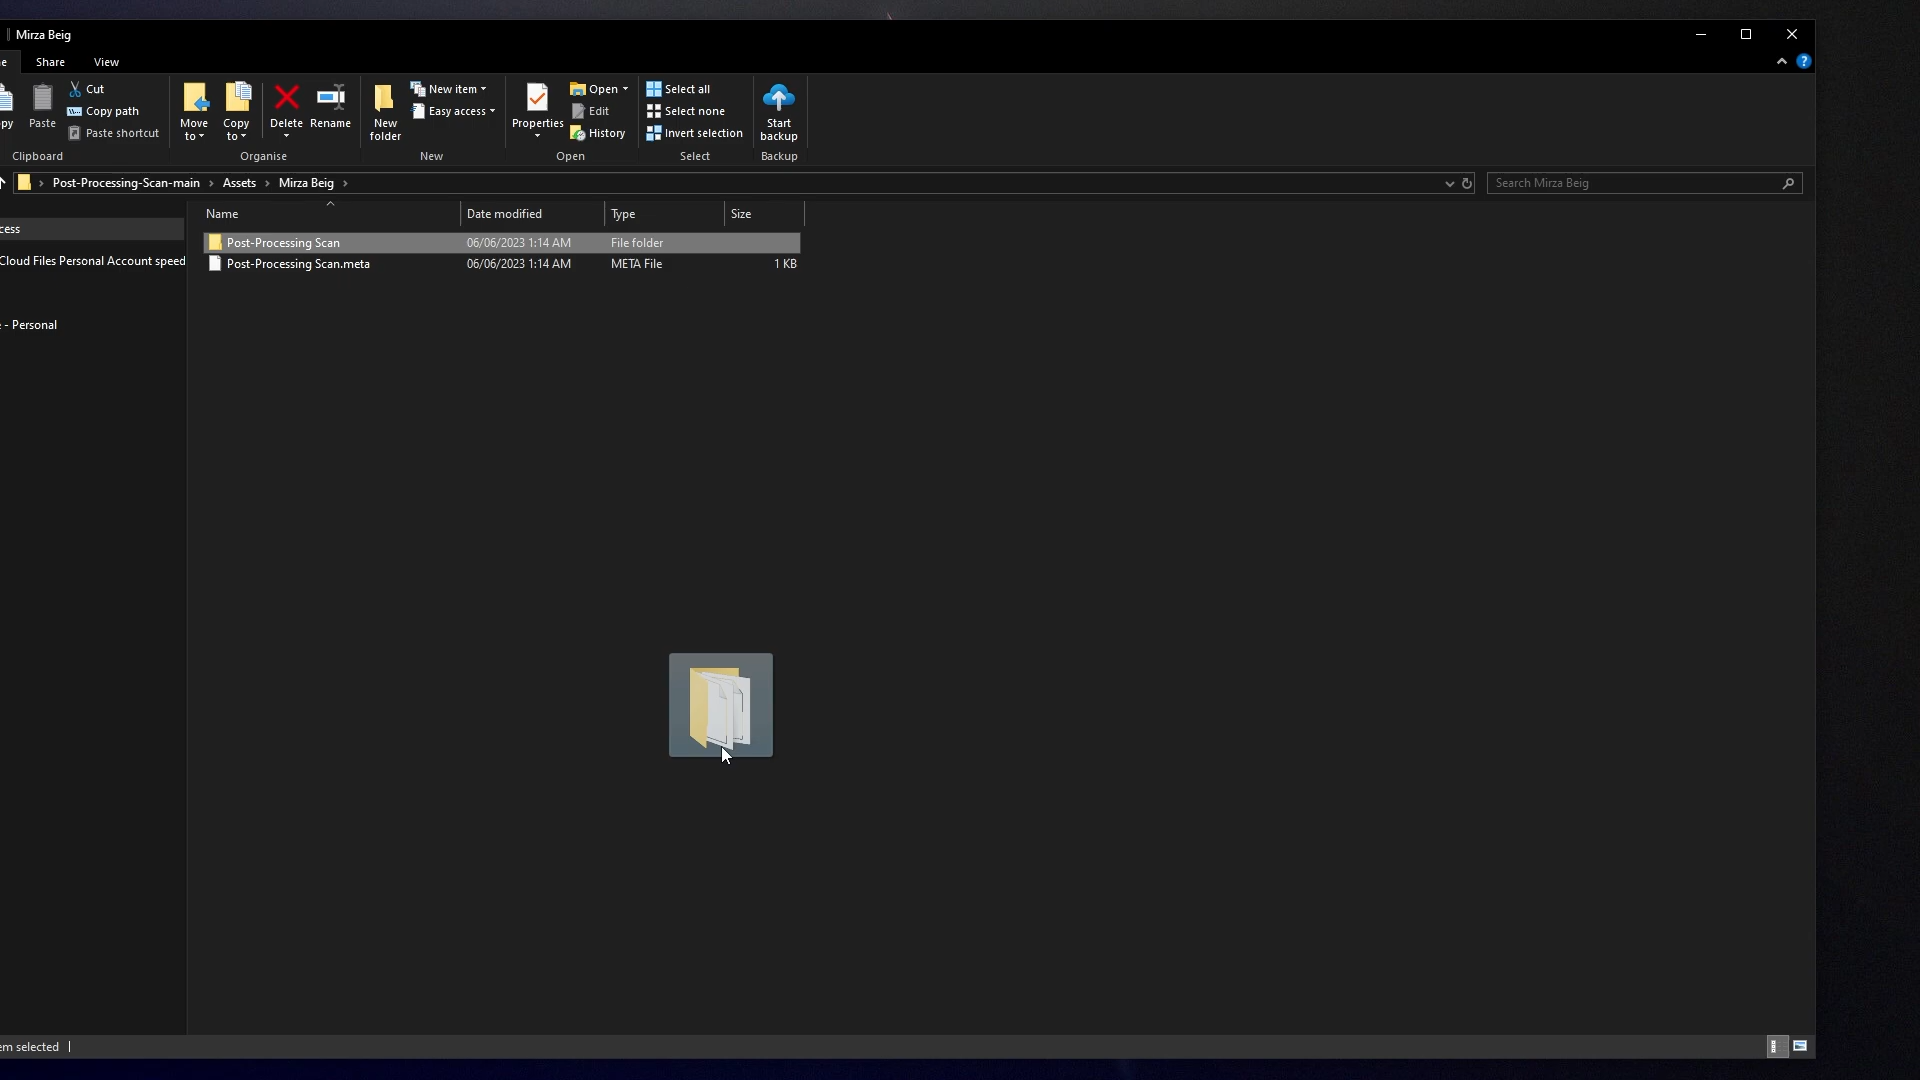 Mirza Beig
Share View
Cut
Copy path
Paste shortcut
Paste
Clipboard
Move to
Copy to
Delete
Rename
Organise
New folder
New item
Easy access
New
Properties
Open
Edit
History
Open
Select all
Select none
Invert selection
Select
Start backup
Backup
Post-Processing-Scan-main > Assets > Mirza Beig >
Search Mirza Beig
Name Date modified Type Size
Post-Processing Scan 06/06/2023 1:14 AM File folder
Post-Processing Scan.meta 06/06/2023 1:14 AM META File 1 KB
cess
Cloud Files Personal Account speed
- Personal
em selected